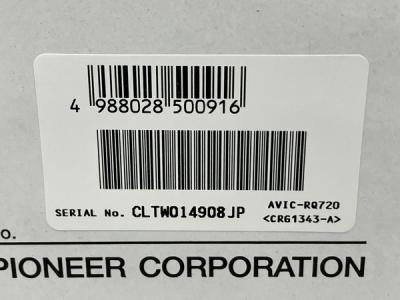 4 988028 500916
SERIAL No. CLTW014908JP
AVIC-RQ720
<CRG1343-A>
O.
PIONEER CORPORATION